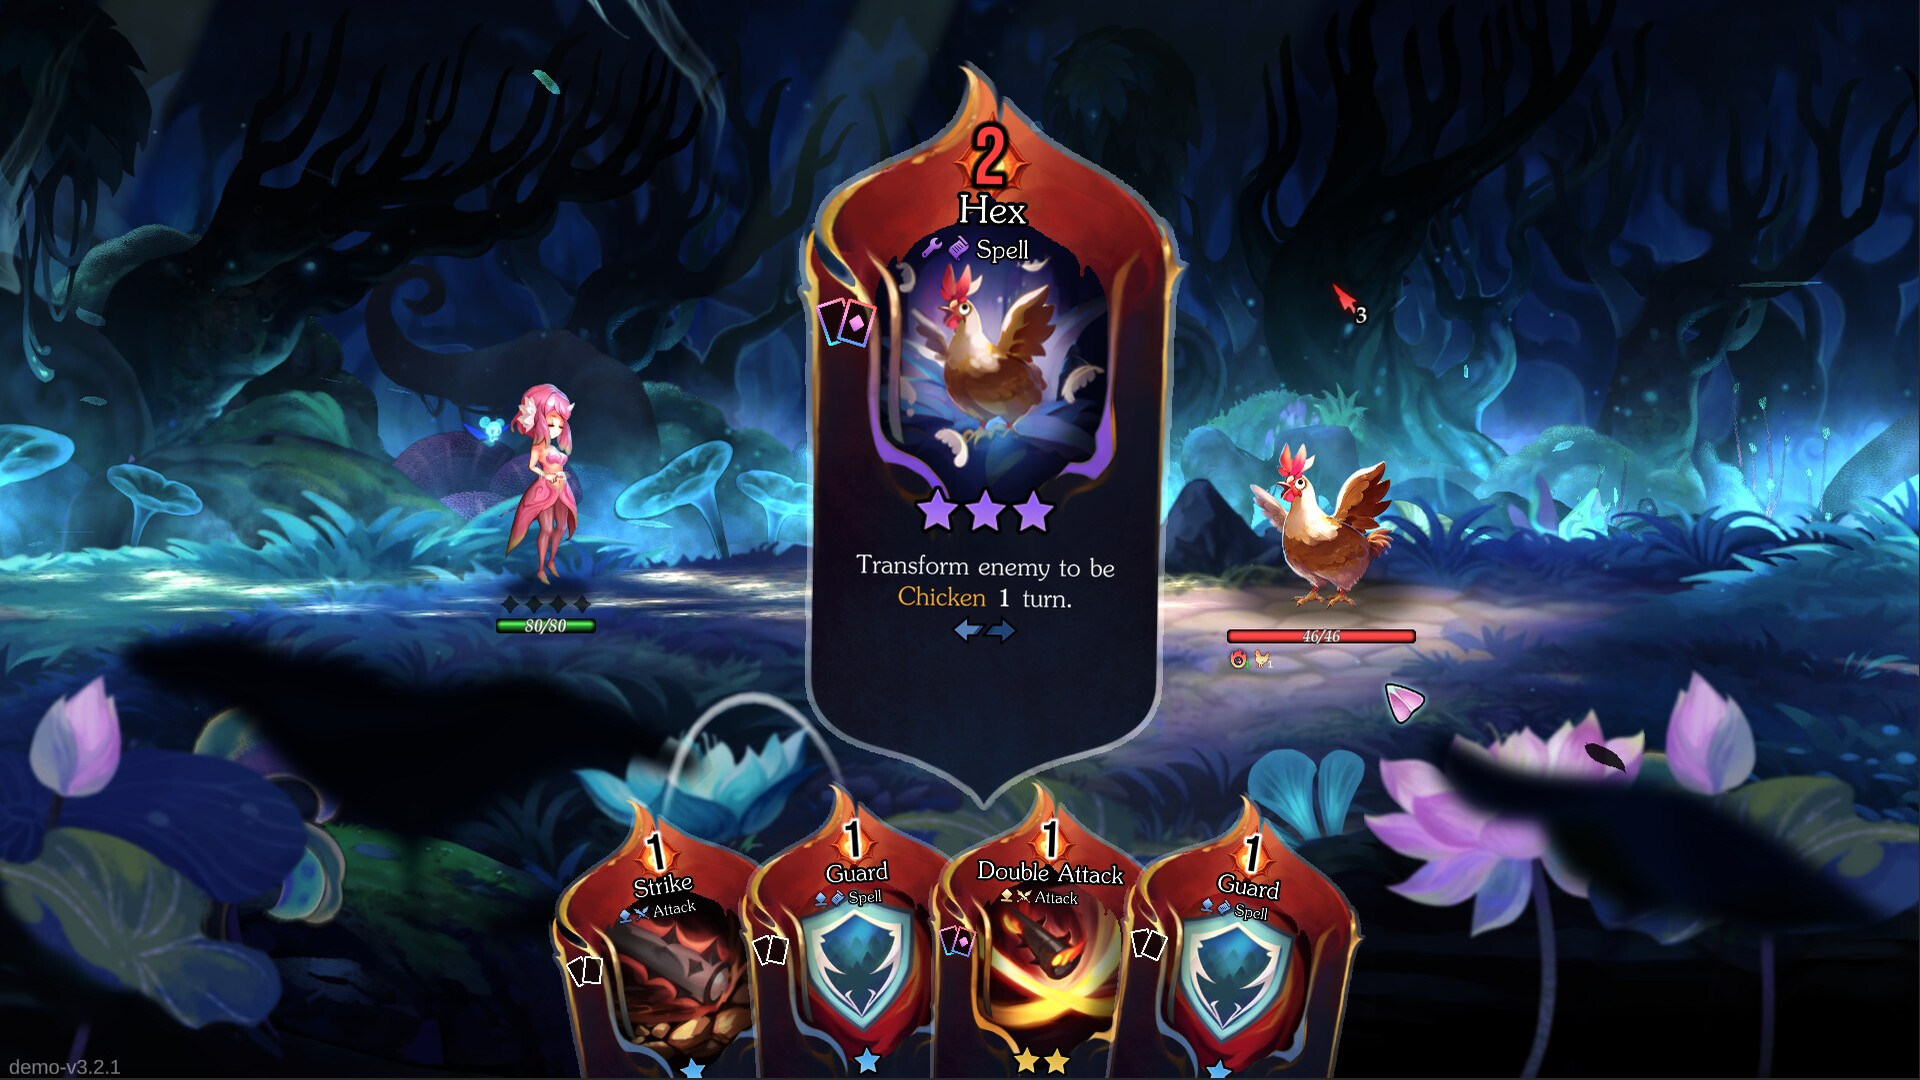 2
Hex
Spell
3
Transform enemy to be
Chicken 1 turn.
80/80
46/46
1
1
Strike
Attack
1
Guard
Spell
1
Double Attack
Attack
1
Guard
Spell
demo-v3.2.1